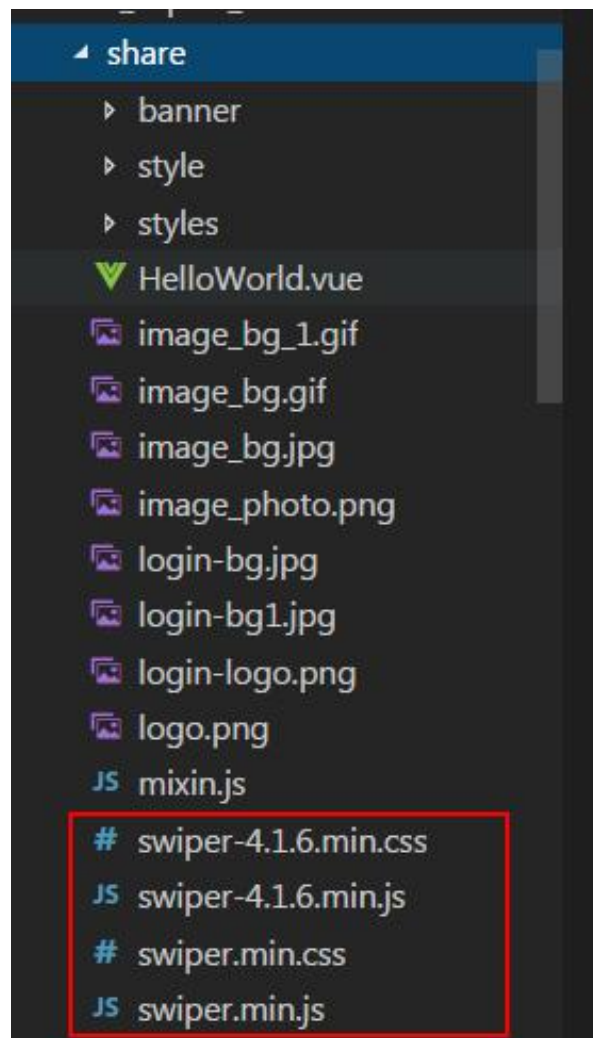 share
banner
style
styles
HelloWorld.vue
image_bg_1.gif
image_bg.gif
image_bg.jpg
image_photo.png
login-bg.jpg
login-bg1.jpg
login-logo.png
logo.png
JS mixin.js
# swiper-4.1.6.min.css
JS swiper-4.1.6.min.js
# swiper.min.css
JS swiper.min.js